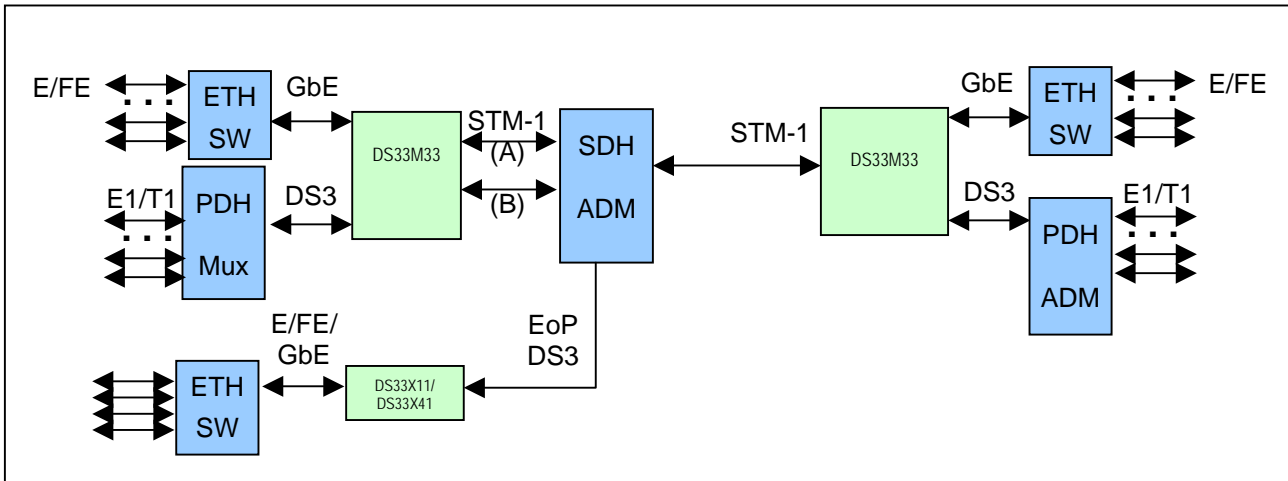 E/FE
. . .
ETH
SW
GbE
DS33M33
STM-1
(A)
(B)
SDH
ADM
STM-1
DS33M33
GbE
ETH
SW
. . .
E/FE
E1/T1
. . .
PDH
Mux
DS3
DS3
PDH
ADM
E1/T1
. . .
EoP
DS3
E/FE/
GbE
ETH
SW
DS33X11/
DS33X41